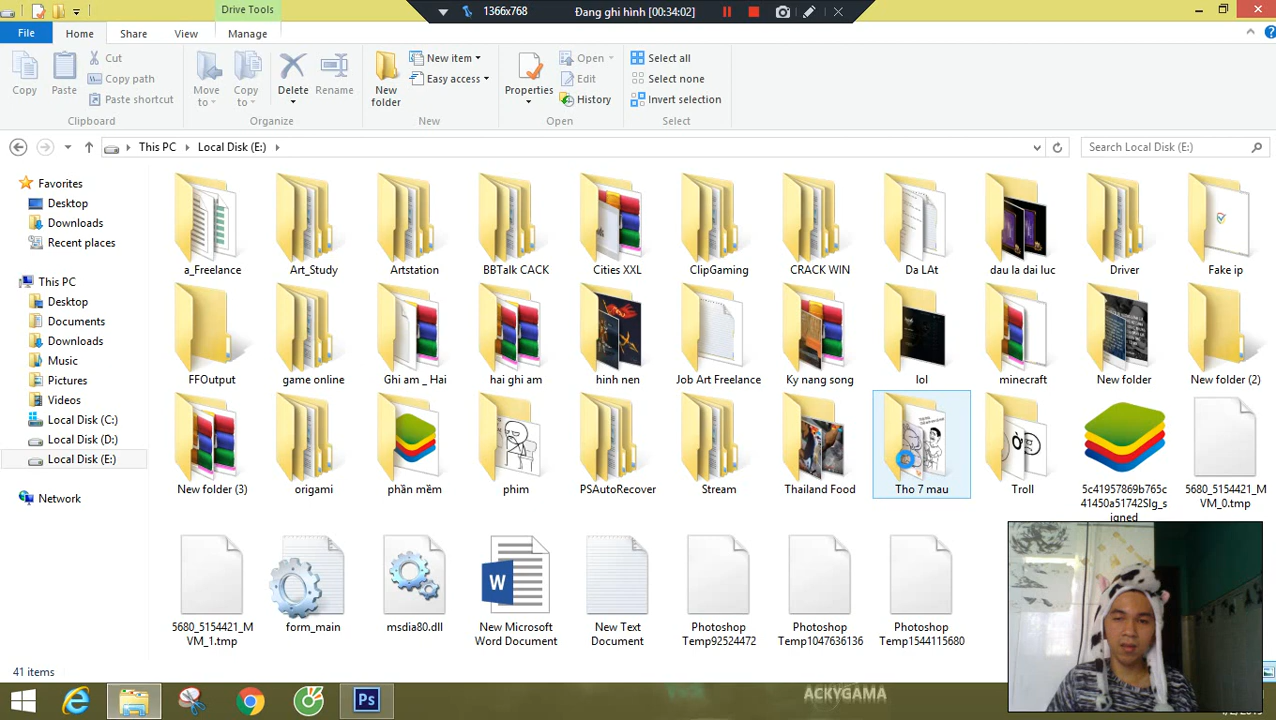 Drive Tools
1366x768 Đang ghi hình [00:34:02]
File Home Share View Manage
Copy
Paste
Cut
Copy path
Paste shortcut
Clipboard
Move to
Copy to
Delete
Rename
Organize
New folder
New item
Easy access
New
Properties
Open
Edit
History
Open
Select all
Select none
Invert selection
Select
This PC Local Disk (E:)
Search Local Disk (E:)
Favorites
Desktop
Downloads
Recent places
This PC
Desktop
Documents
Downloads
Music
Pictures
Videos
Local Disk (C:)
Local Disk (D:)
Local Disk (E:)
Network
a_Freelance Art_Study Artstation BBTalk CACK Cities XXL ClipGaming CRACK WIN Da LAt dau la dai luc Driver Fake ip
FFOutput game online Ghi am _ Hai hai ghi am hinh nen Job Art Freelance Ky nang song lol minecraft New folder New folder (2)
New folder (3) origami phần mềm phim PSAutoRecover Stream Thailand Food Tho 7 mau Troll
5c41957869b765c
41450a51742SIg_s
igned
5680_5154421_M
VM_0.tmp
5680_5154421_M
VM_1.tmp
form_main
msdia80.dll
New Microsoft
Word Document
New Text
Document
Photoshop
Temp92524472
Photoshop
Temp1047636136
Photoshop
Temp1544115680
41 items
Ps
ACKYGAMA